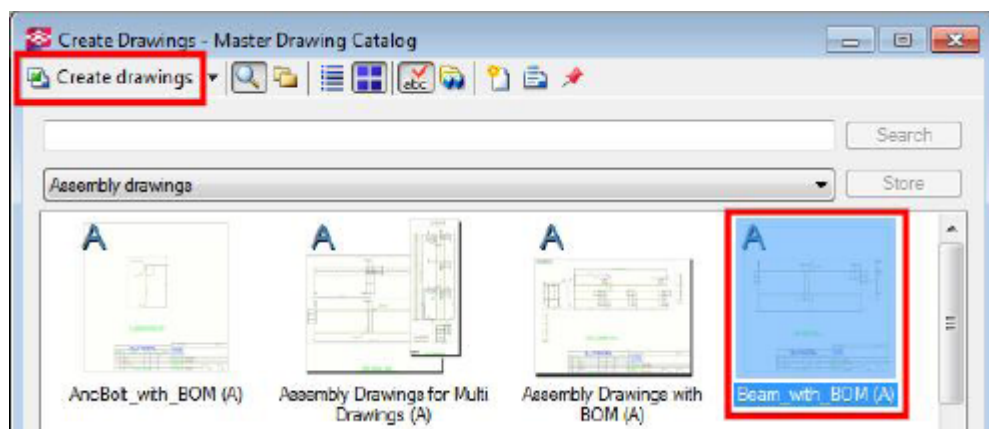 Create Drawings - Master Drawing Catalog
Create drawings
abc
Search
Assembly drawings
Store
A A A A
AncBolt_with_BOM (A) Assembly Drawings for Multi Assembly Drawings with Beam_with_BOM (A)
Drawings (A) BOM (A)